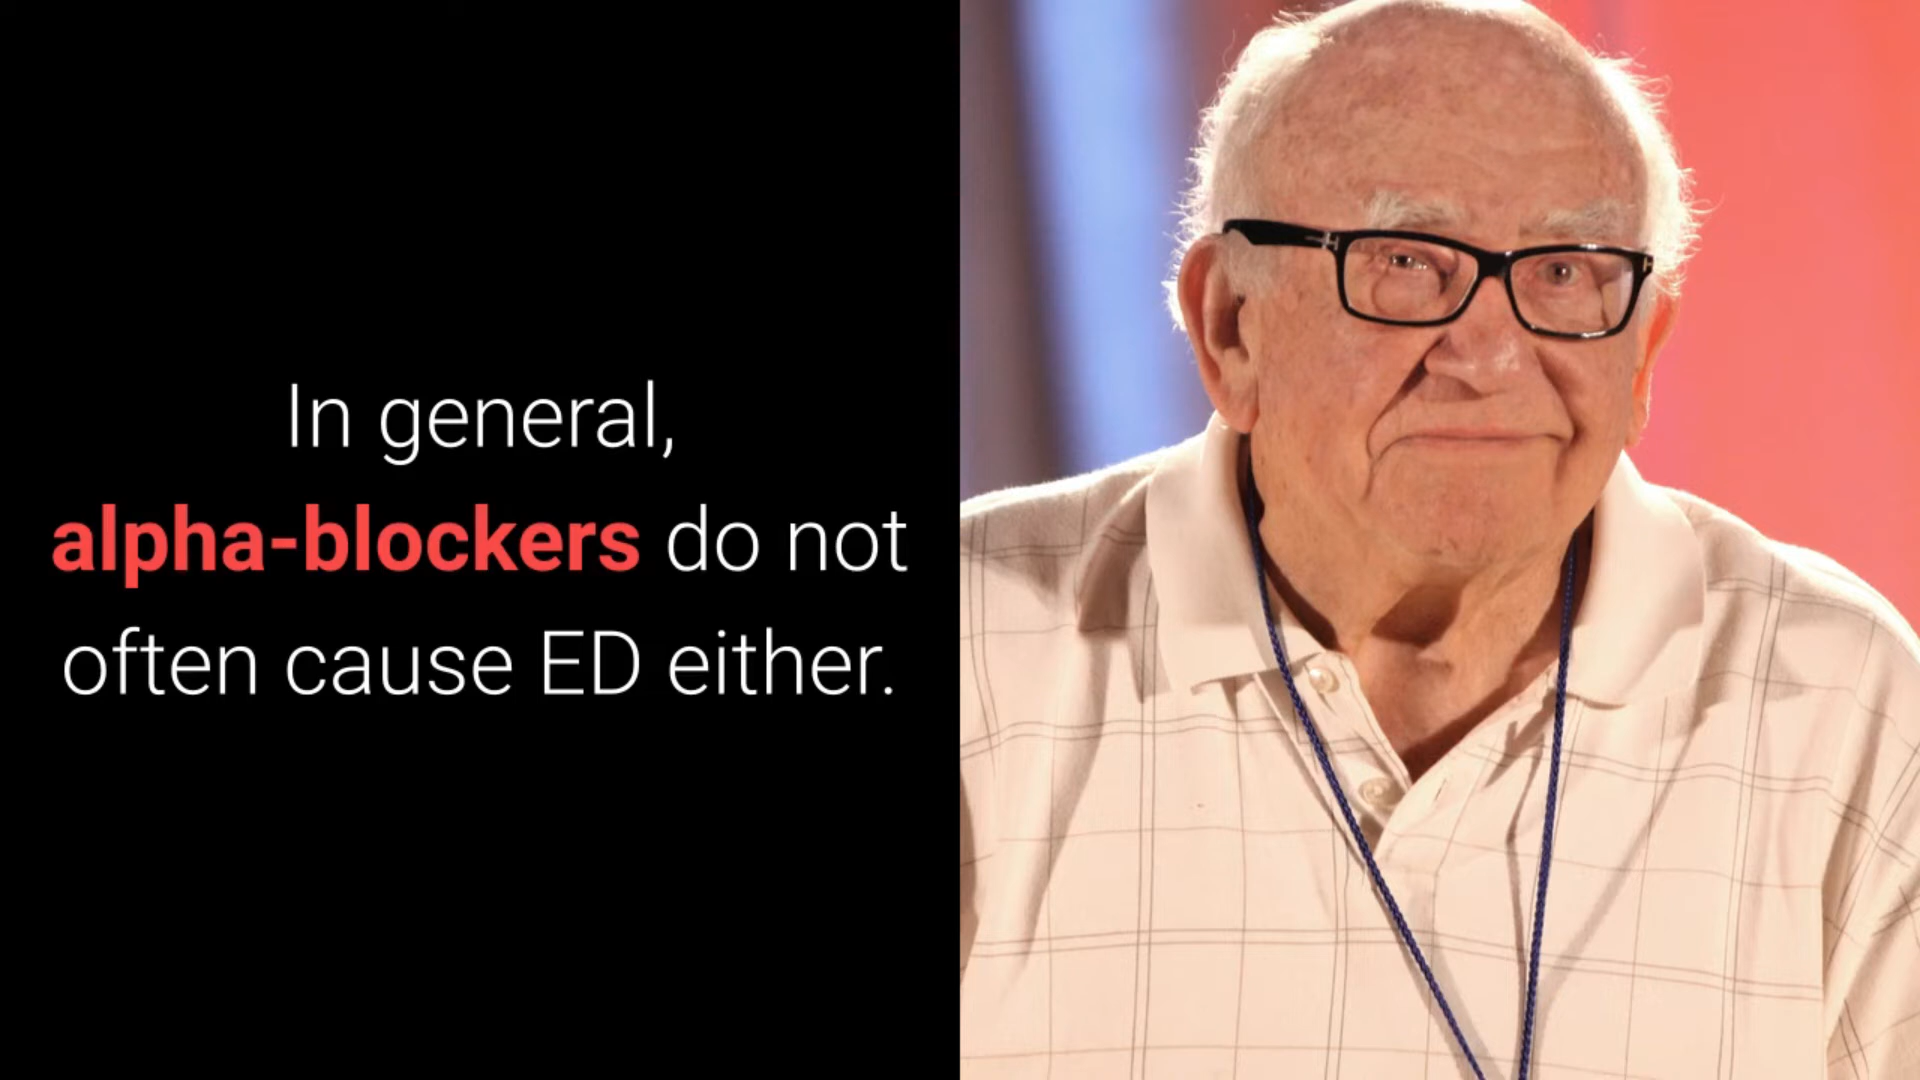 In general,
alpha-blockers do not
often cause ED either.